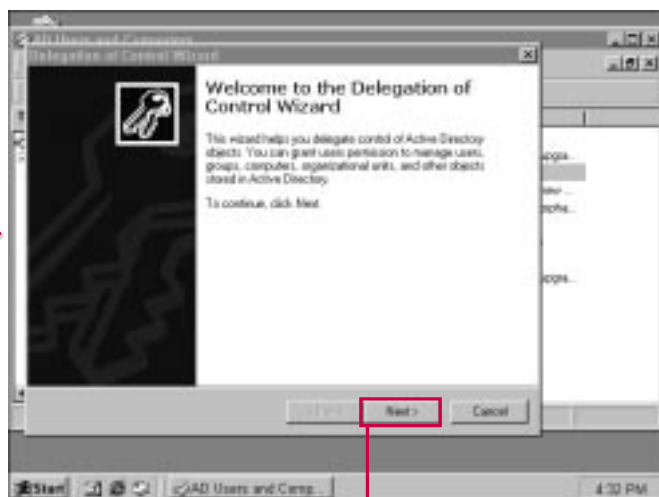 AD Users and Computers
Delegation of Control Wizard
Welcome to the Delegation of
Control Wizard
This wizard helps you delegate control of Active Directory
objects. You can grant users permission to manage users,
groups, computers, organizational units, and other objects
stored in Active Directory.
To continue, click Next
upgra...
upgra...
Next >
Cancel
Start
AD Users and Comp...
4:32 PM